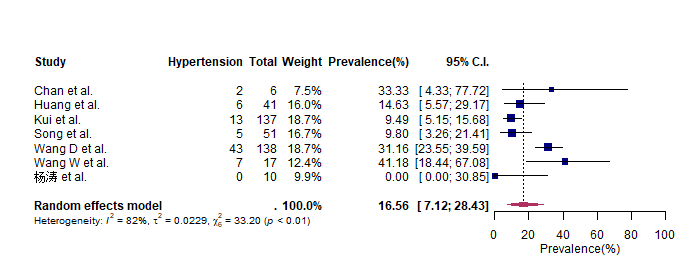 Study Hypertension Total Weight Prevalence(%) 95% C.I.
Chan et al. 2 6 7.5% 33.33 [ 4.33; 77.72]
Huang et al. 6 41 16.0% 14.63 [ 5.57; 29.17]
Kui et al. 13 137 18.7% 9.49 [ 5.15; 15.68]
Song et al. 5 51 15.9% 9.80 [ 3.26; 21.41]
Wang D et al. 43 138 18.7% 31.16 [23.55; 39.59]
Wang W et al. 7 17 12.4% 41.18 [18.44; 67.08]
杨涛 et al. 0 10 9.9% 0.00 [ 0.00; 30.85]
Random effects model . 100.0% 16.56 [ 7.12; 28.43]
Heterogeneity: I² = 82%, τ² = 0.0229, χ²₆ = 33.20 (p < 0.01)
0 20 40 60 80 100
Prevalence(%)